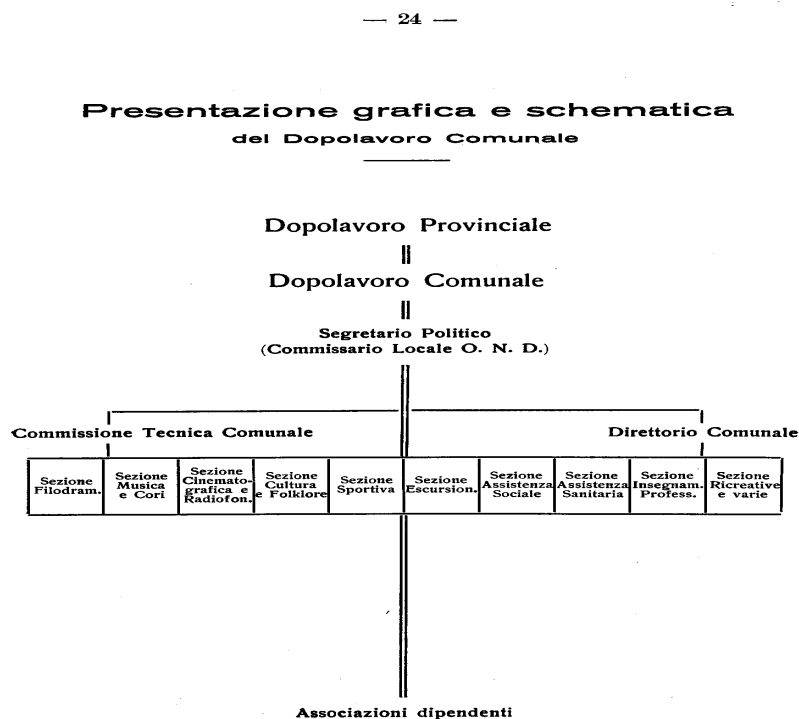 — 24 —
Presentazione grafica e schematica
del Dopolavoro Comunale
Dopolavoro Provinciale
Dopolavoro Comunale
Segretario Politico
(Commissario Locale O. N. D.)
Commissione Tecnica Comunale
Direttorio Comunale
Sezione
Filodram.
Sezione
Musica
e Cori
Sezione
Cinemato-
grafica e
Radiofon.
Sezione
Cultura
e Folklore
Sezione
Sportiva
Sezione
Escursion.
Sezione
Assistenza
Sociale
Sezione
Assistenza
Sanitaria
Sezione
Insegnam.
Profess.
Sezione
Ricreative
e varie
Associazioni dipendenti